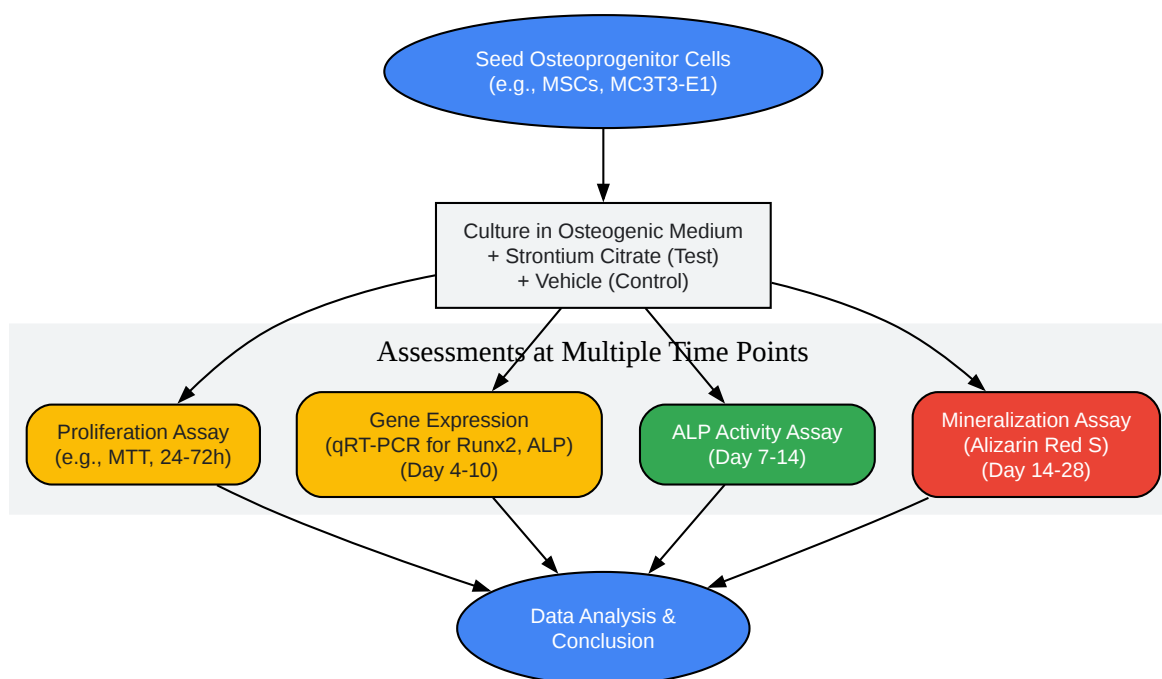 Seed Osteoprogenitor Cells
(e.g., MSCs, MC3T3-E1)
Culture in Osteogenic Medium
+ Strontium Citrate (Test)
+ Vehicle (Control)
Assessments at Multiple Time Points
Proliferation Assay
(e.g., MTT, 24-72h)
Gene Expression
(qRT-PCR for Runx2, ALP)
(Day 4-10)
ALP Activity Assay
(Day 7-14)
Mineralization Assay
(Alizarin Red S)
(Day 14-28)
Data Analysis &
Conclusion